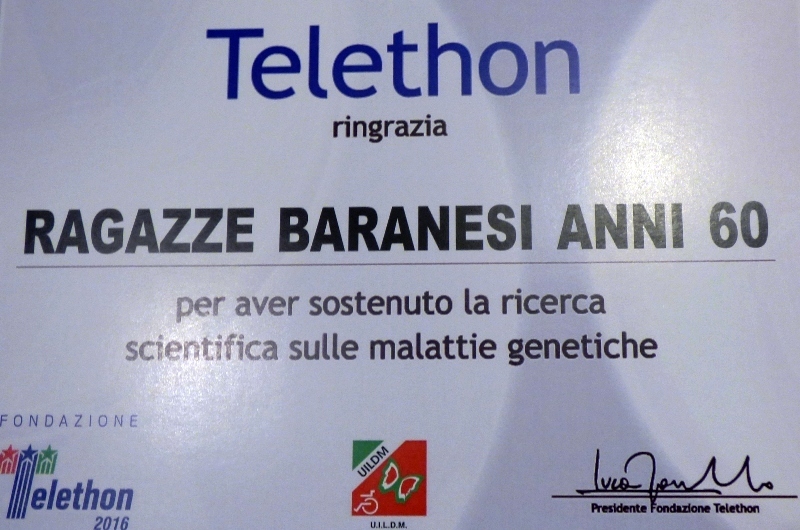 Telethon
ringrazia
RAGAZZE BARANESI ANNI 60
per aver sostenuto la ricerca
scientifica sulle malattie genetiche
FONDAZIONE
Telethon
2016
UILDM
U.I.L.D.M.
Presidente Fondazione Telethon